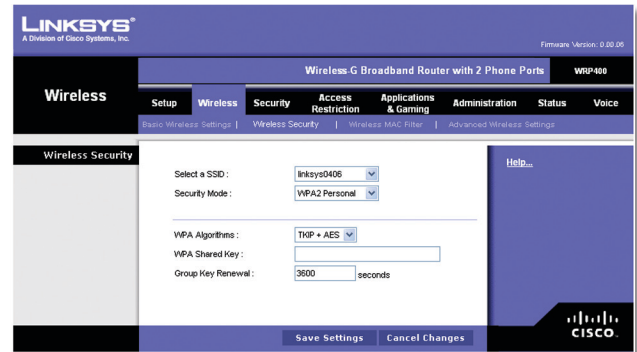 LINKSYS®
A Division of Cisco Systems, Inc.
Firmware Version: 0.00.06
Wireless-G Broadband Router with 2 Phone Ports WRP400
Wireless
Setup Wireless Security Access Restriction Applications & Gaming Administration Status Voice
Basic Wireless Settings | Wireless Security | Wireless MAC Filter | Advanced Wireless Settings
Wireless Security
Help...
Select a SSID : linksys0406
Security Mode : WPA2 Personal
WPA Algorithms : TKIP + AES
WPA Shared Key :
Group Key Renewal : 3600 seconds
Save Settings Cancel Changes
CISCO.